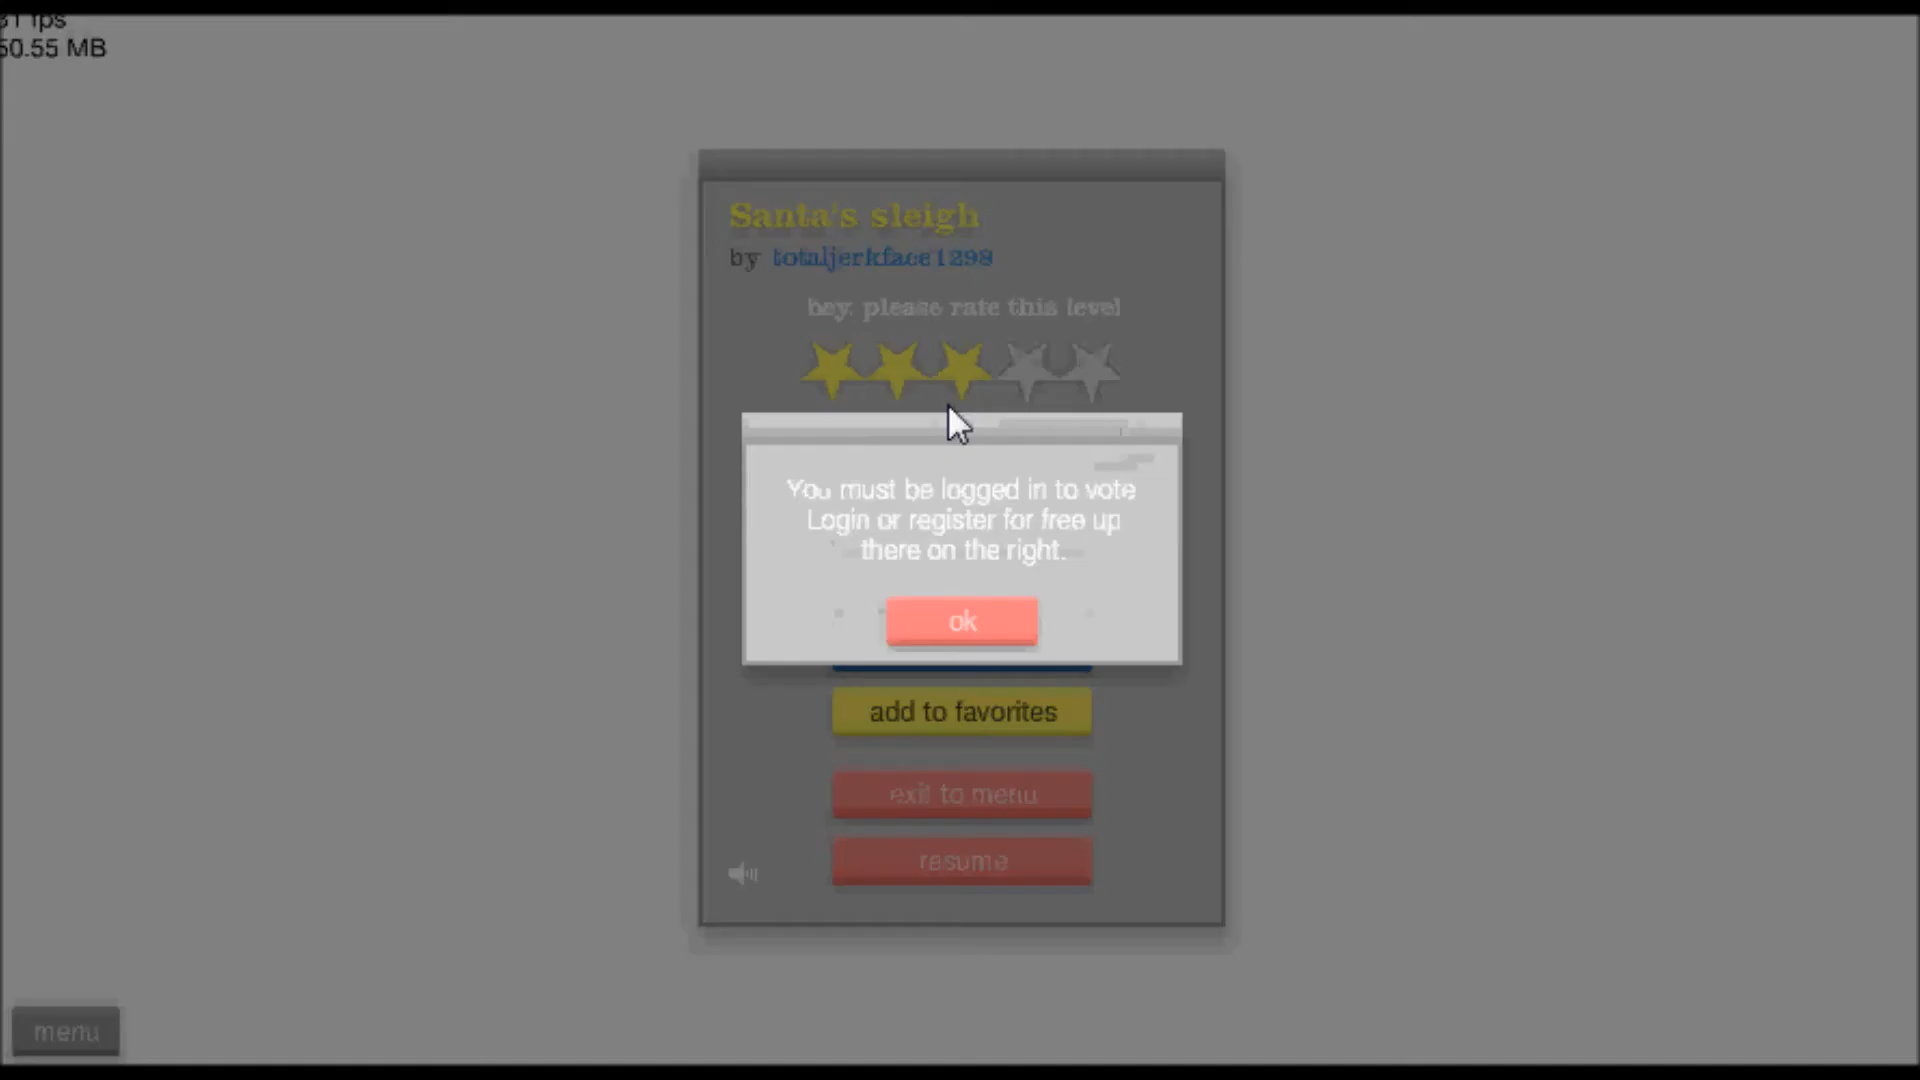 fps
50.55 MB
Santa's sleigh
by totaljerkface1298
hey, please rate this level
You must be logged in to vote
Login or register for free up
there on the right.
ok
add to favorites
exit to menu
resume
menu